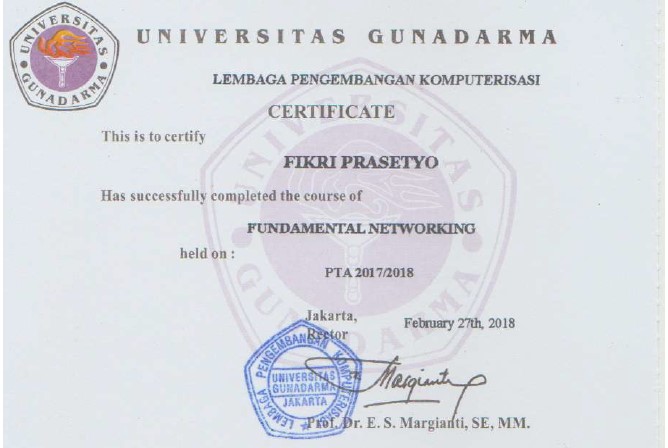 UNIVERSITAS GUNADARMA
UNIVERSITAS GUNADARMA
LEMBAGA PENGEMBANGAN KOMPUTERISASI
CERTIFICATE
This is to certify
FIKRI PRASETYO
Has successfully completed the course of
FUNDAMENTAL NETWORKING
held on :
PTA 2017/2018
UNIVERSITAS GUNADARMA
Jakarta,
February 27th, 2018
Rector
LEMBAGA PENGEMBANGAN KOMPUTERISASI
UNIVERSITAS
GUNADARMA
JAKARTA
Margianti
Prof. Dr. E. S. Margianti, SE, MM.